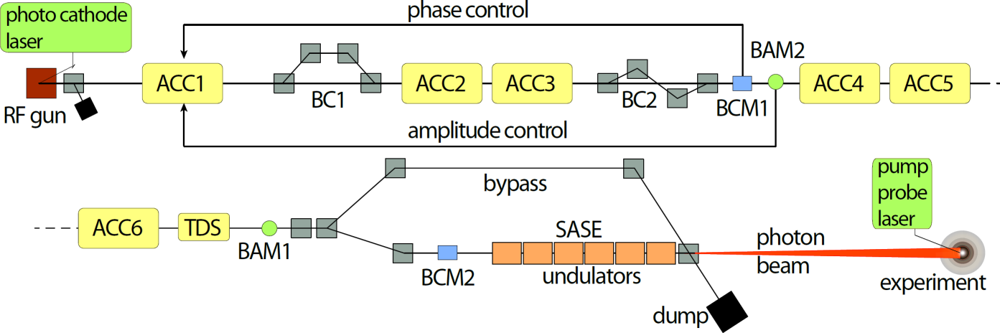 photo cathode
laser
phase control
BAM2
ACC1
ACC2
ACC3
ACC4
ACC5
BC1
BC2
BCM1
RF gun
amplitude control
bypass
pump
probe
laser
ACC6
TDS
BAM1
SASE
undulators
BCM2
photon
beam
experiment
dump